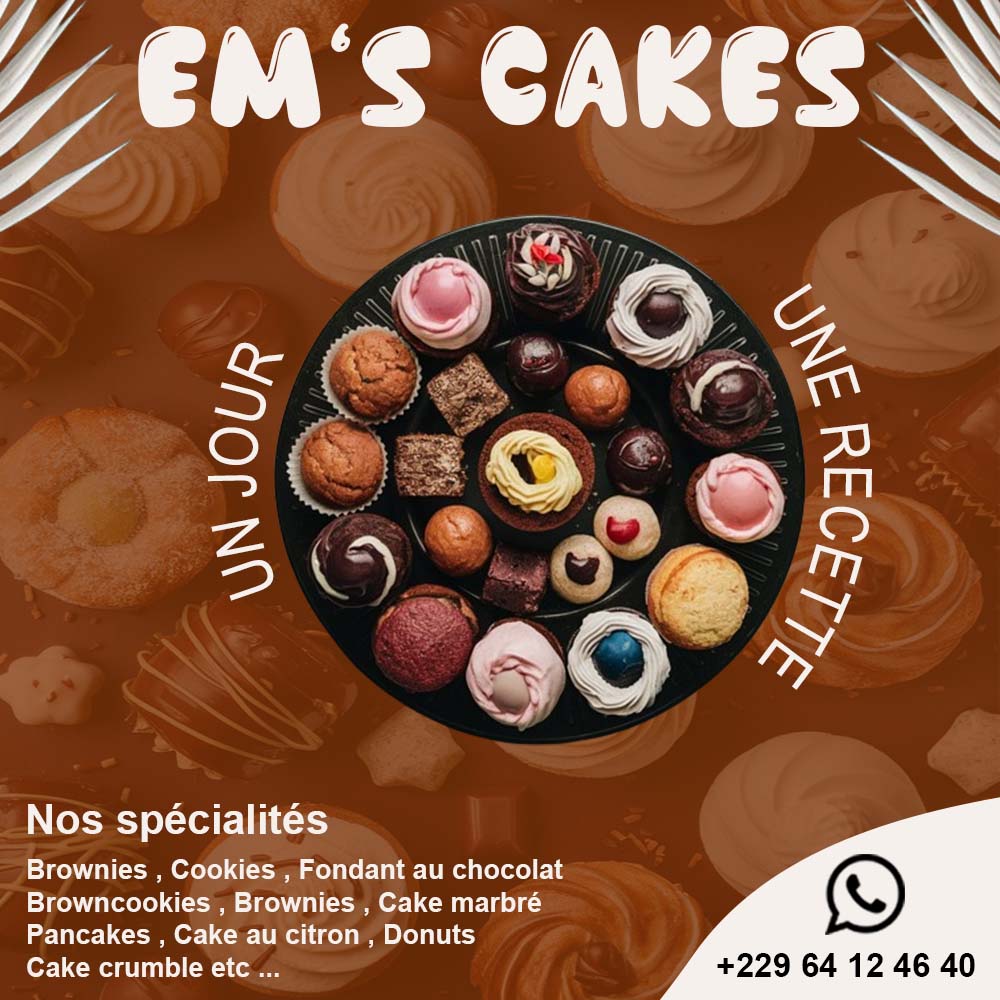 EM'S CAKES
UN JOUR
UNE RECETTE
Nos spécialités
Brownies , Cookies , Fondant au chocolat
Browncookies , Brownies , Cake marbré
Pancakes , Cake au citron , Donuts
Cake crumble etc ...
+229 64 12 46 40